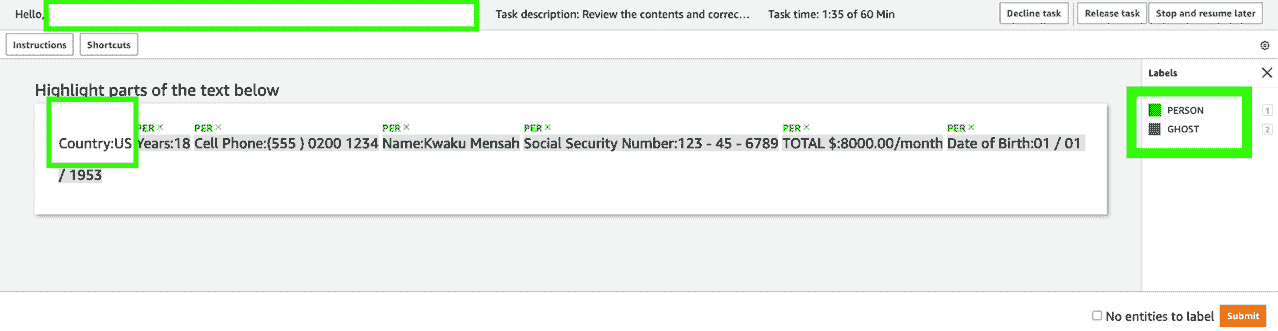 Hello,
Task description: Review the contents and correc... Task time: 1:35 of 60 Min Decline task Release task Stop and resume later
Instructions Shortcuts
Labels ×
Highlight parts of the text below
PERSON 1
GHOST 2
PER × PER × PER × PER × PER × PER ×
Country:US Years:18 Cell Phone:(555 ) 0200 1234 Name:Kwaku Mensah Social Security Number:123 - 45 - 6789 TOTAL $:8000.00/month Date of Birth:01 / 01
/ 1953
No entities to label Submit